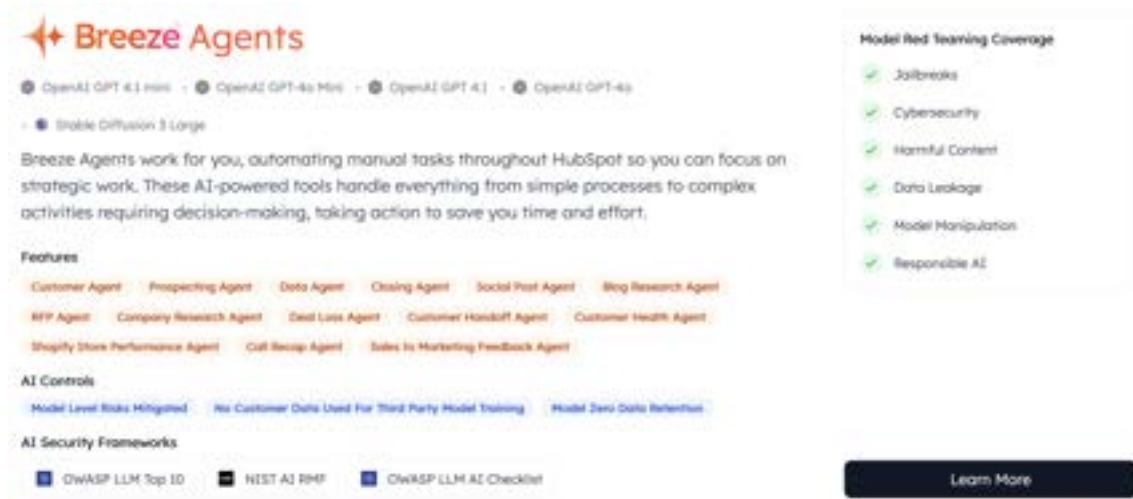 Breeze Agents
OpenAI GPT 4.1 mini · OpenAI GPT-4o Mini · OpenAI GPT 4.1 · OpenAI GPT-4o
· Stable Diffusion 3 Large
Breeze Agents work for you, automating manual tasks throughout HubSpot so you can focus on
strategic work. These AI-powered tools handle everything from simple processes to complex
activities requiring decision-making, taking action to save you time and effort.
Features
Customer Agent Prospecting Agent Data Agent Closing Agent Social Post Agent Blog Research Agent
RFP Agent Company Research Agent Deal Loss Agent Customer Handoff Agent Customer Health Agent
Shopify Store Performance Agent Call Recap Agent Sales to Marketing Feedback Agent
AI Controls
Model Level Risks Mitigated No Customer Data Used For Third Party Model Training Model Zero Data Retention
AI Security Frameworks
OWASP LLM Top 10 NIST AI RMF OWASP LLM AI Checklist
Model Red Teaming Coverage
Jailbreaks
Cybersecurity
Harmful Content
Data Leakage
Model Manipulation
Responsible AI
Learn More